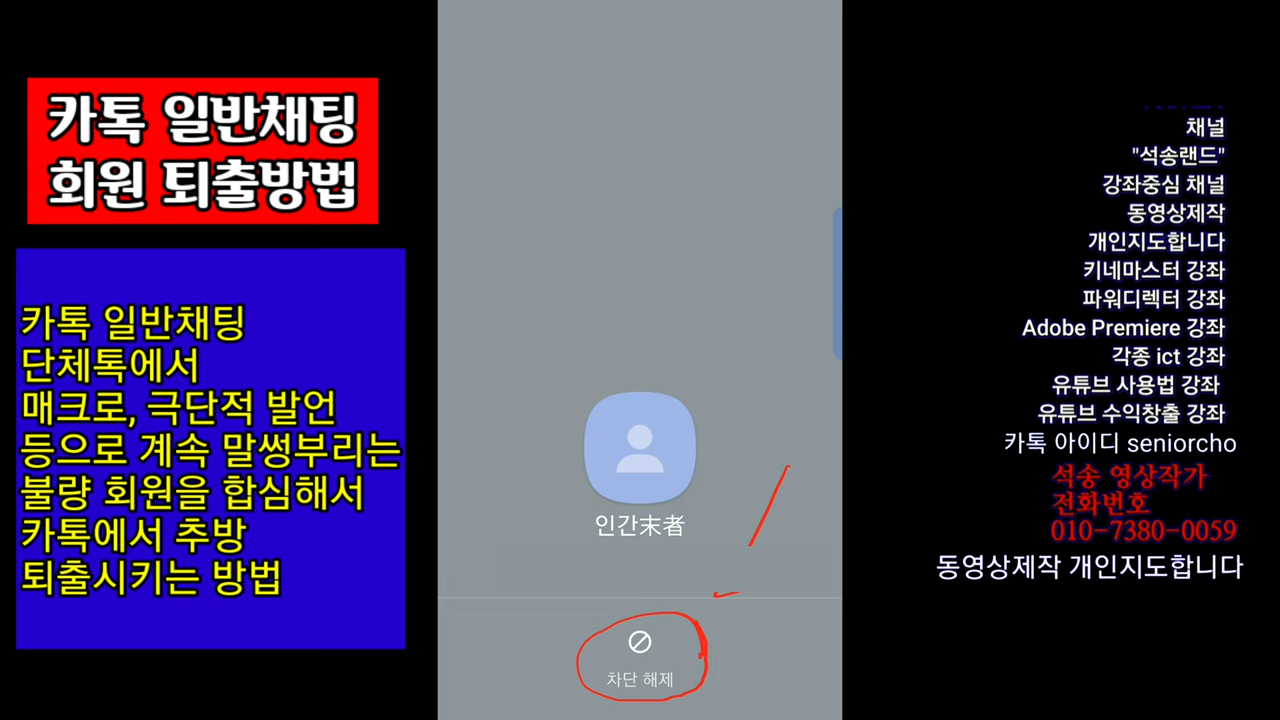 카톡 일반채팅
회원 퇴출방법
카톡 일반채팅
단체톡에서
매크로, 극단적 발언
등으로 계속 말썽부리는
불량 회원을 합심해서
카톡에서 추방
퇴출시키는 방법
인간末者
차단 해제
채널
"석송랜드"
강좌중심 채널
동영상제작
개인지도합니다
키네마스터 강좌
파워디렉터 강좌
Adobe Premiere 강좌
각종 ict 강좌
유튜브 사용법 강좌
유튜브 수익창출 강좌
카톡 아이디 seniorcho
석송 영상작가
전화번호
010-7380-0059
동영상제작 개인지도합니다